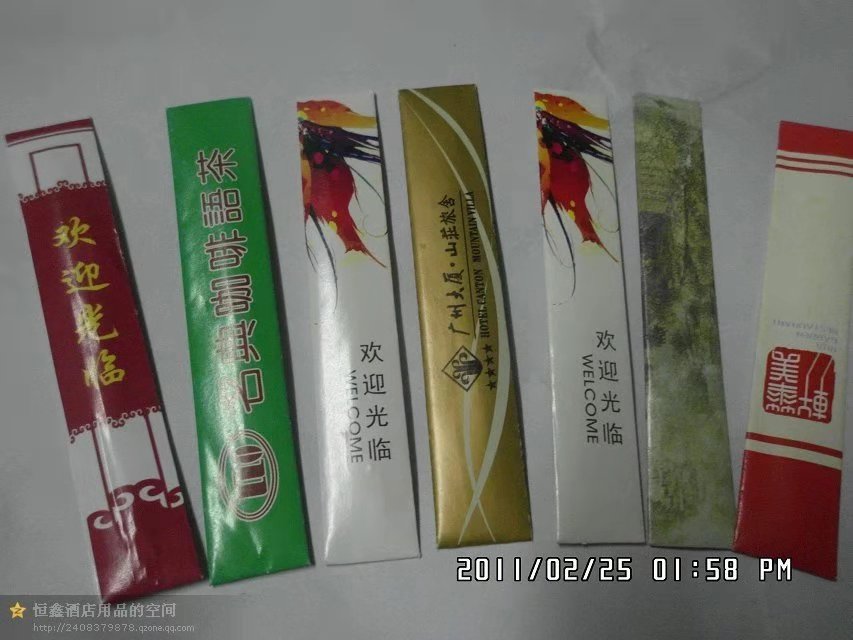 欢迎光临
名典咖啡語茶
欢迎光临
WELCOME
广州大厦·山莊旅舍
HOTEL CANTON MOUNTAIN VILLA
★★★★
欢迎光临
WELCOME
2011/02/25 01:58 PM
恒鑫酒店用品的空间
http://2408379878.qzone.qq.com